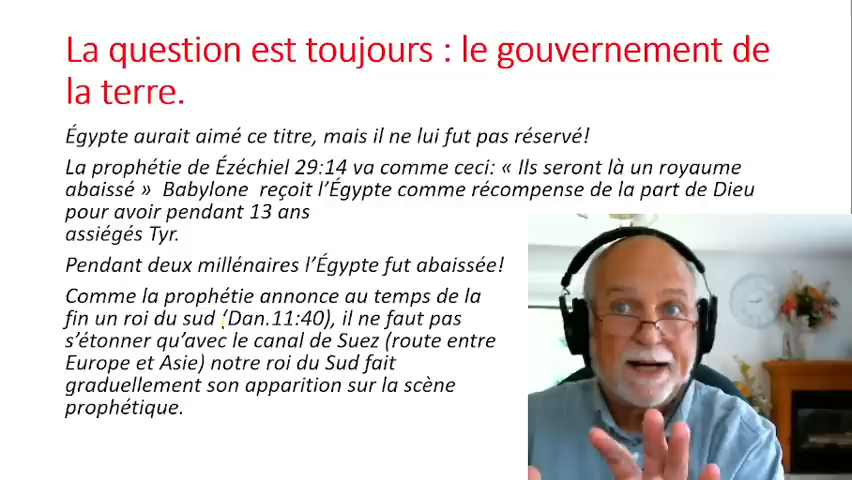 La question est toujours : le gouvernement de
la terre.
Égypte aurait aimé ce titre, mais il ne lui fut pas réservé!
La prophétie de Ézéchiel 29:14 va comme ceci: « Ils seront là un royaume
abaissé »  Babylone  reçoit l’Égypte comme récompense de la part de Dieu
pour avoir pendant 13 ans
assiégés Tyr.
Pendant deux millénaires l’Égypte fut abaissée!
Comme la prophétie annonce au temps de la
fin un roi du sud (Dan.11:40), il ne faut pas
s’étonner qu’avec le canal de Suez (route entre
Europe et Asie) notre roi du Sud fait
graduellement son apparition sur la scène
prophétique.